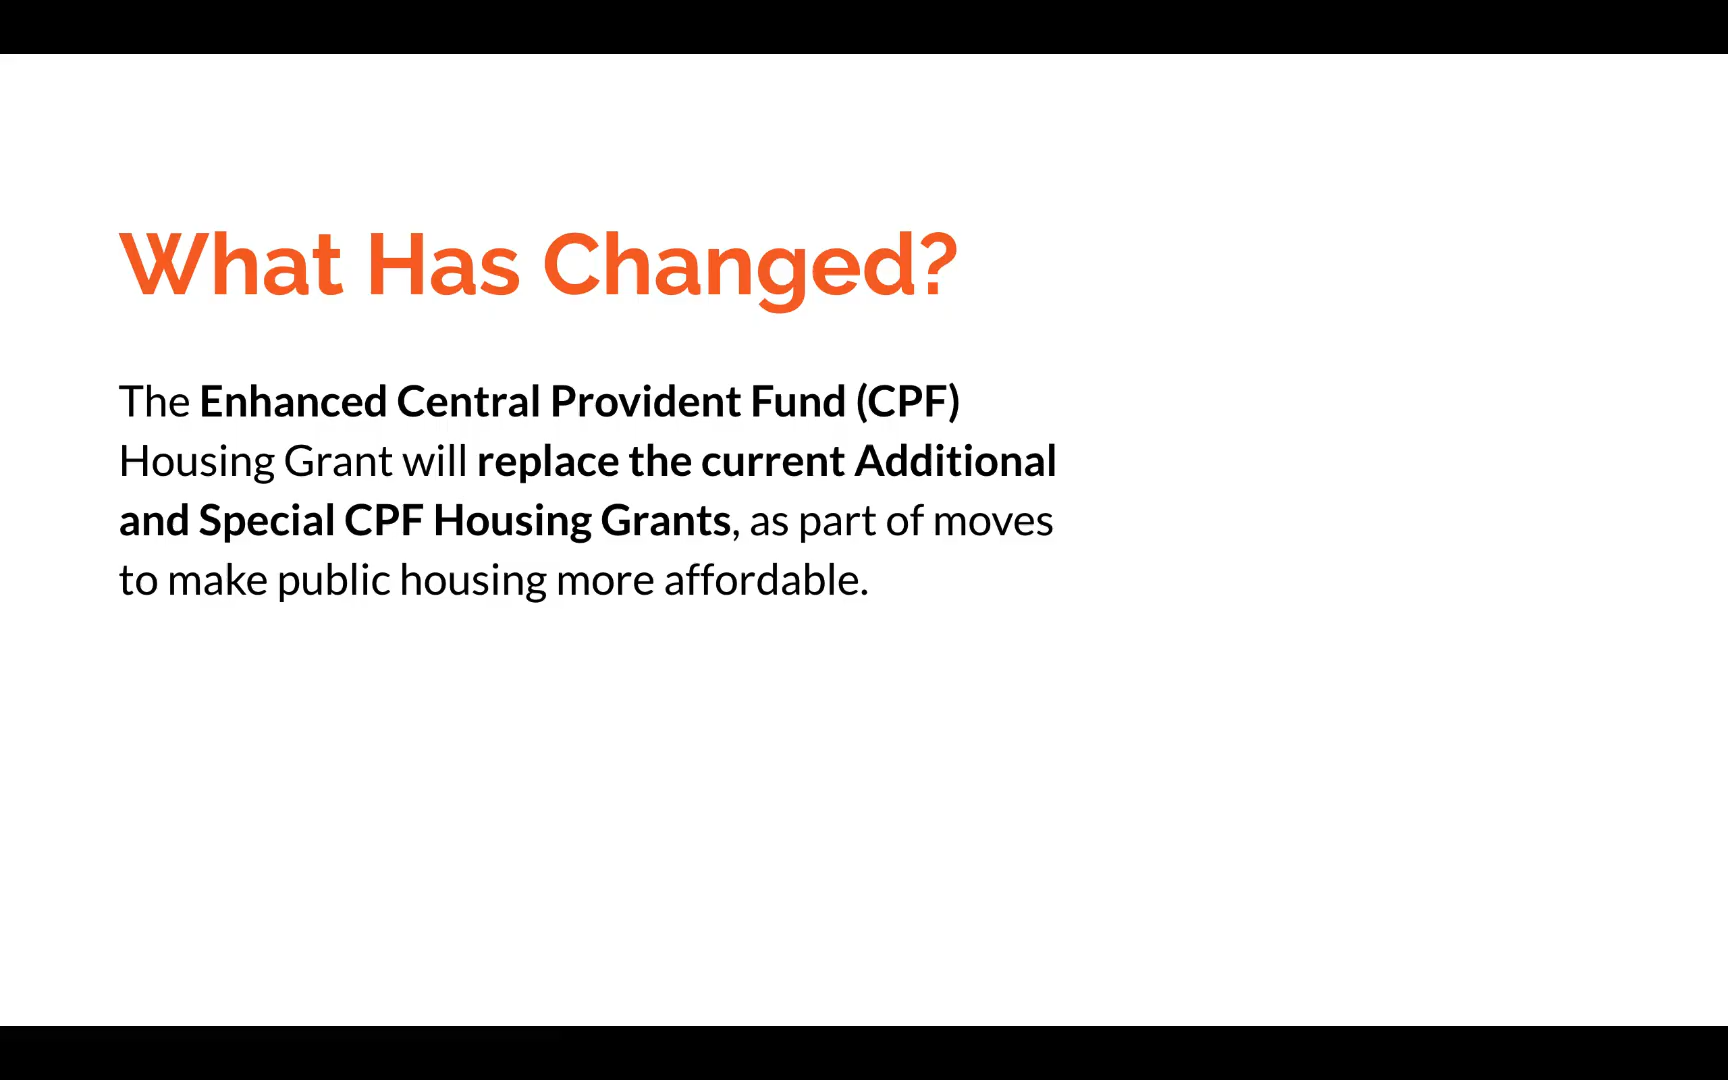 What Has Changed?
The Enhanced Central Provident Fund (CPF)
Housing Grant will replace the current Additional
and Special CPF Housing Grants, as part of moves
to make public housing more affordable.